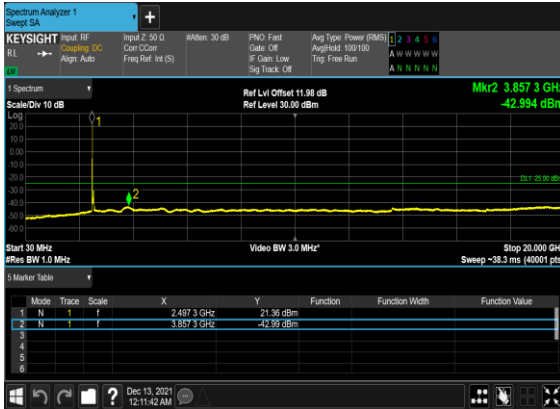 Spectrum Analyzer 1
Swept SA
KEYSIGHT
RL
Input: RF
Coupling: DC
Align: Auto
Input Z: 50 Ω
Corr CCorr
Freq Ref: Int (S)
#Atten: 30 dB
PNO: Fast
Gate: Off
IF Gain: Low
Sig Track: Off
Avg Type: Power (RMS)
Avg|Hold: 100/100
Trig: Free Run
1 2 3 4 5 6
A W W W W W
A N N N N N
1 Spectrum
Scale/Div 10 dB
Ref Lvl Offset 11.98 dB
Ref Level 30.00 dBm
Mkr2 3.857 3 GHz
-42.994 dBm
Log
20.0
10.0
0.00
-10.0
-20.0
-30.0
-40.0
-50.0
-60.0
1
2
Start 30 MHz
#Res BW 1.0 MHz
Video BW 3.0 MHz*
Stop 20.000 GHz
Sweep ~38.3 ms (40001 pts)
5 Marker Table
Mode Trace Scale X Y Function Function Width Function Value
1 N 1 f 2.497 3 GHz 21.36 dBm
2 N 1 f 3.857 3 GHz -42.99 dBm
3
4
5
6
?
Dec 13, 2021
12:11:42 AM